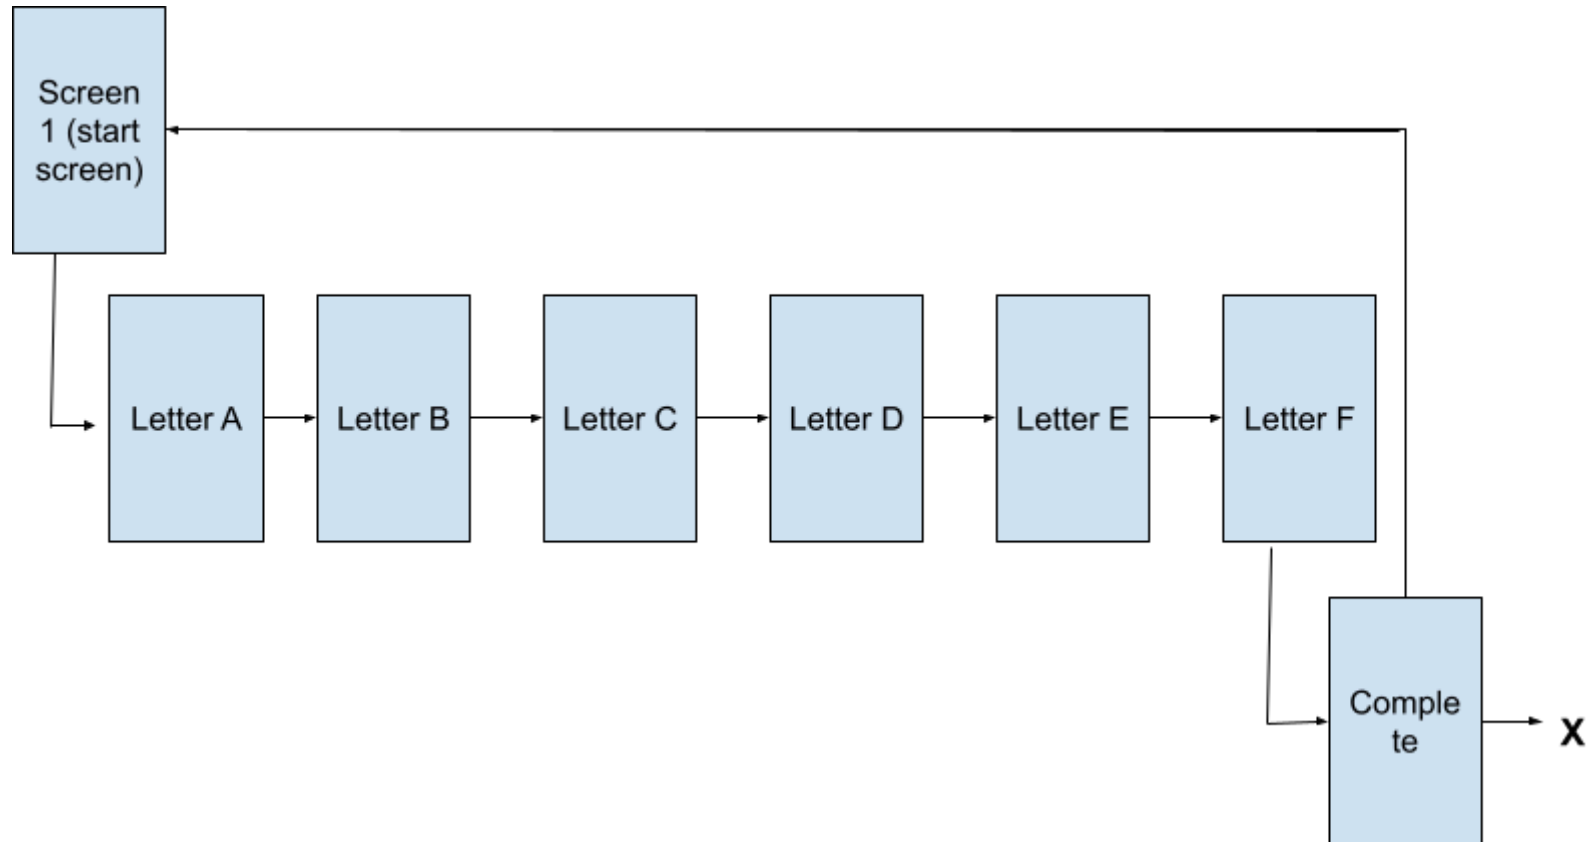 Screen
1 (start
screen)
Letter A
Letter B
Letter C
Letter D
Letter E
Letter F
Comple
te
X